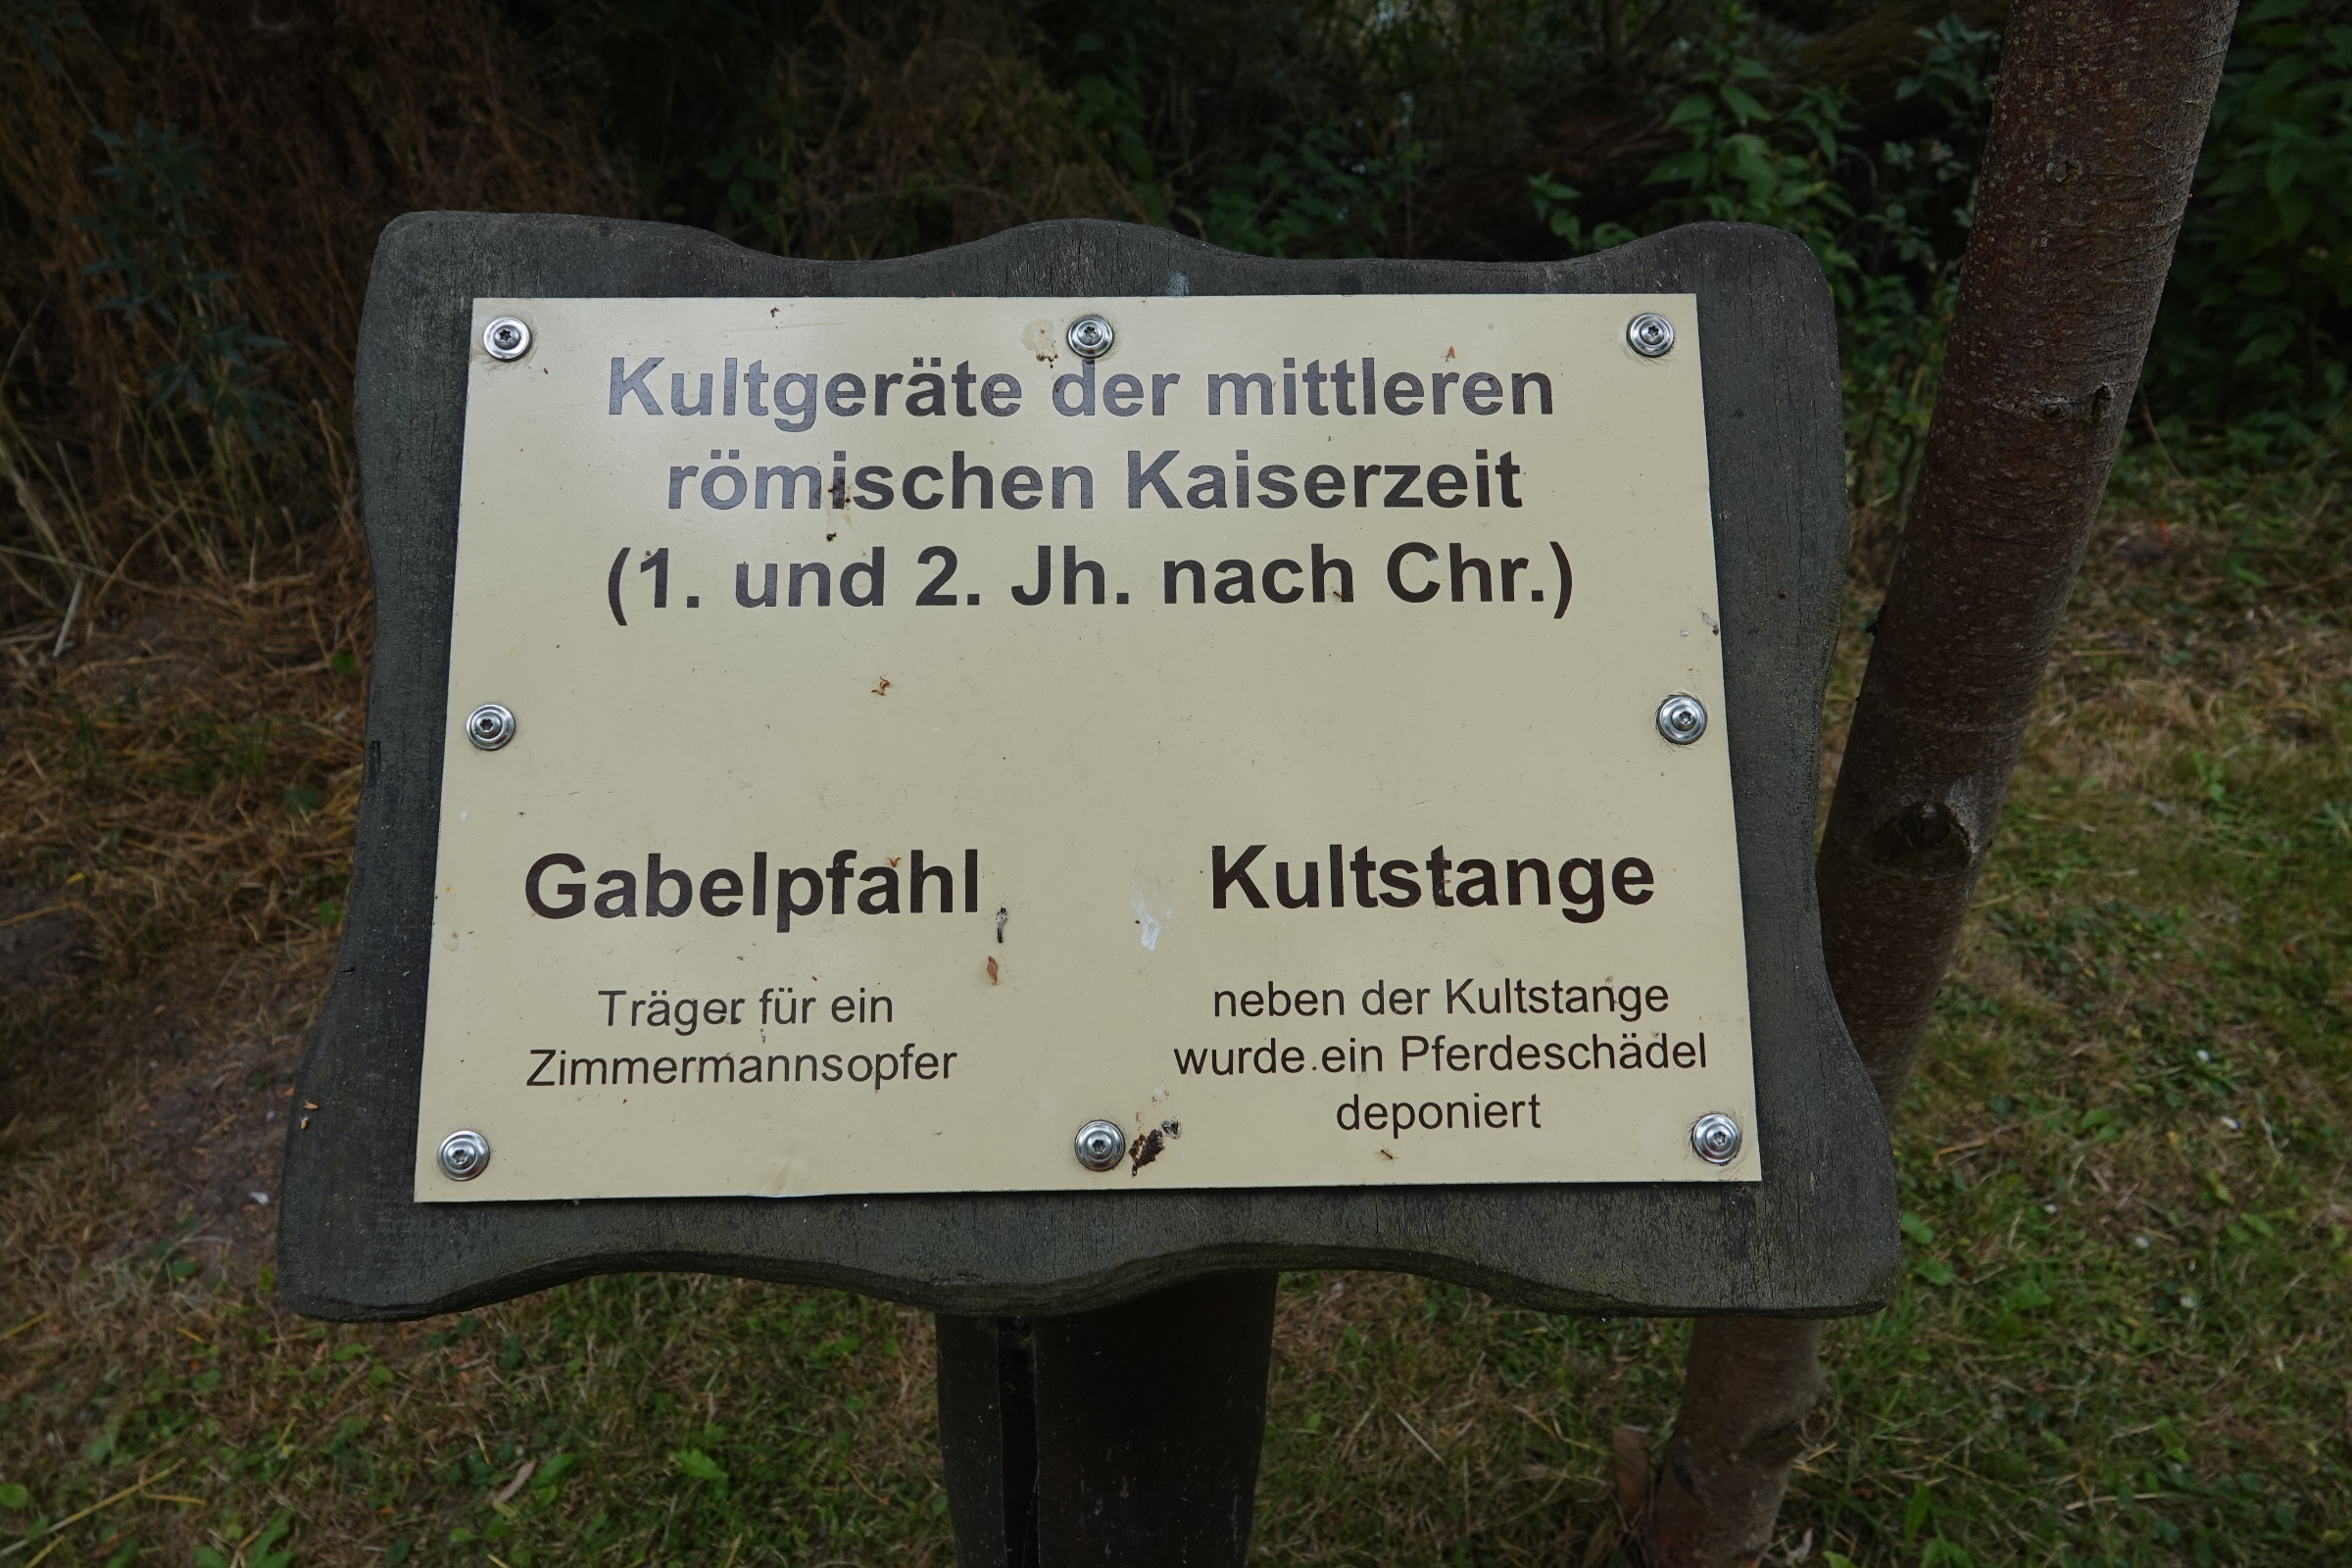 Kultgeräte der mittleren
römischen Kaiserzeit
(1. und 2. Jh. nach Chr.)
Gabelpfahl
Träger für ein
Zimmermannsopfer
Kultstange
neben der Kultstange
wurde ein Pferdeschädel
deponiert